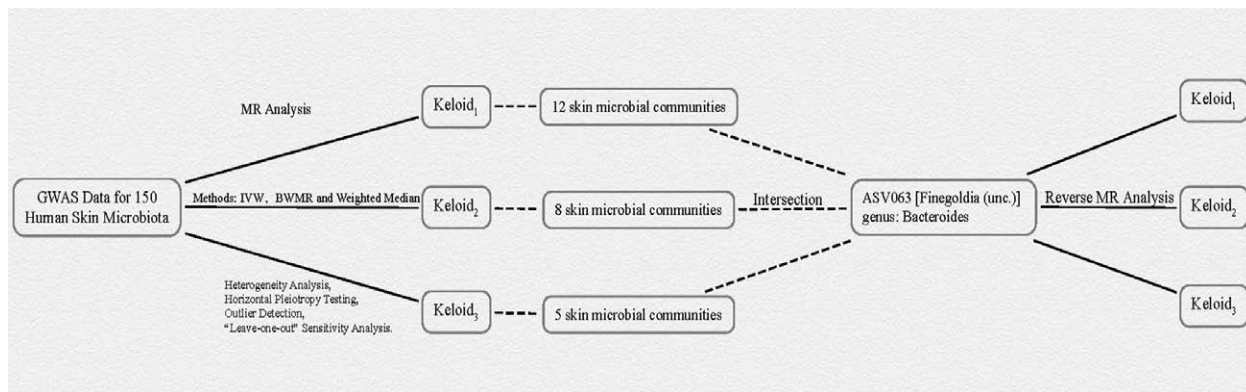 MR Analysis
GWAS Data for 150
Human Skin Microbiota
Methods: IVW, BWMR and Weighted Median
Heterogeneity Analysis,
Horizontal Pleiotropy Testing,
Outlier Detection,
“Leave-one-out” Sensitivity Analysis.
Keloid1
Keloid2
Keloid3
12 skin microbial communities
8 skin microbial communities
5 skin microbial communities
Intersection
ASV063 [Finegoldia (unc.)]
genus: Bacteroides
Reverse MR Analysis
Keloid1
Keloid2
Keloid3